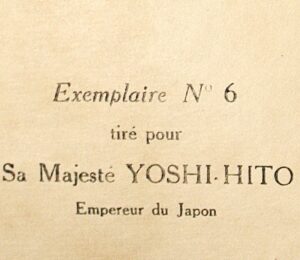 Exemplaire N° 6
tiré pour
Sa Majesté YOSHI-HITO
Empereur du Japon